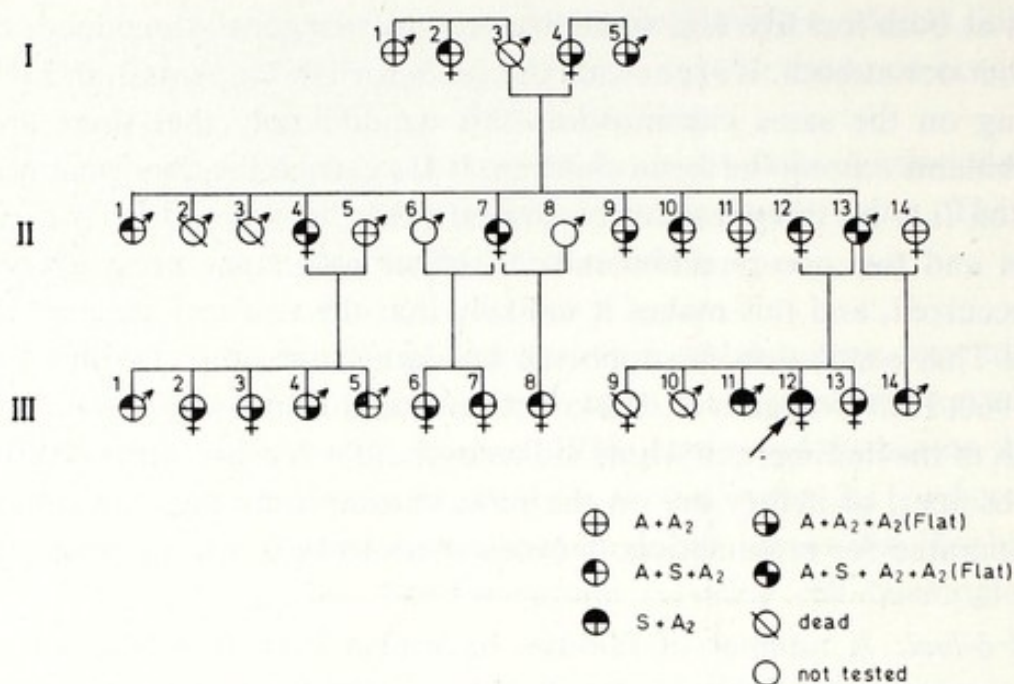 I
1 2 3 4 5
II
1 2 3 4 5 6 7 8 9 10 11 12 13 14
III
1 2 3 4 5 6 7 8 9 10 11 12 13 14
A + A₂
A + A₂ + A₂ (Flat)
A + S + A₂
A + S + A₂ + A₂ (Flat)
S + A₂
dead
not tested